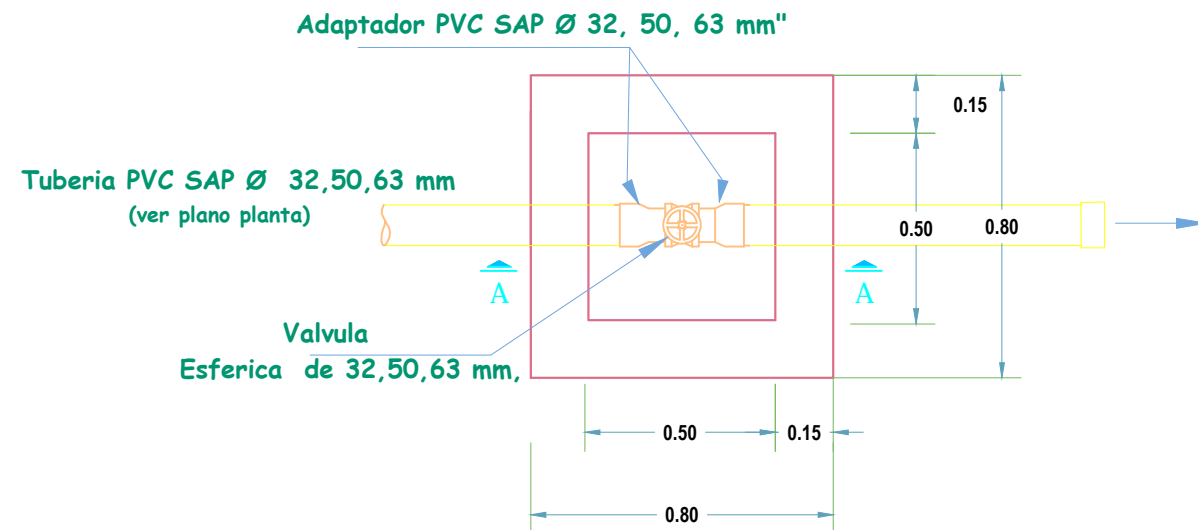 Adaptador PVC SAP Ø 32, 50, 63 mm"
0.15
Tuberia PVC SAP Ø 32,50,63 mm
(ver plano planta)
0.50
0.80
A
A
Valvula
Esferica de 32,50,63 mm,
0.50
0.15
0.80